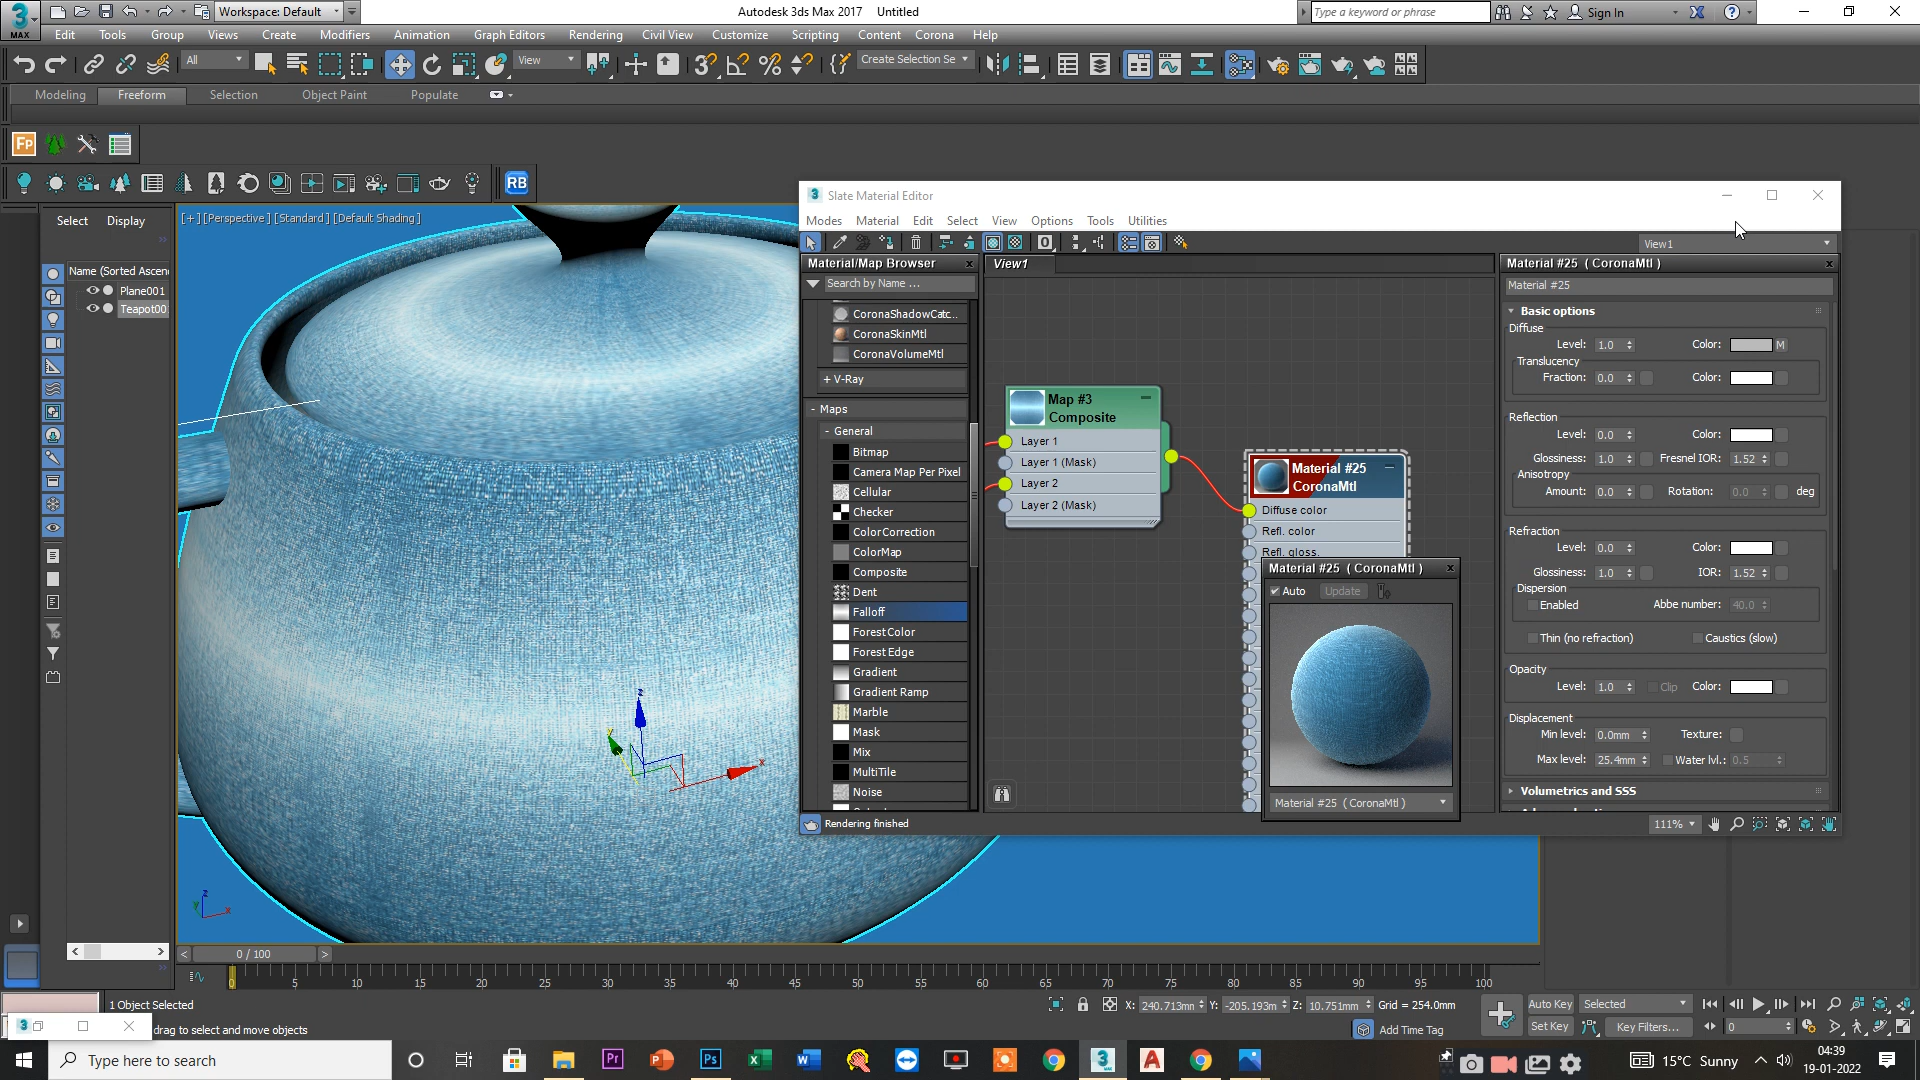 Workspace: Default
Autodesk 3ds Max 2017 Untitled
Type a keyword or phrase
Sign In
MAX
Edit Tools Group Views Create Modifiers Animation Graph Editors Rendering Civil View Customize Scripting Content Corona Help
All
View
Create Selection Se
Modeling Freeform Selection Object Paint Populate
Fp
RB
Select Display
[+] [Perspective ] [Standard ] [Default Shading ]
Name (Sorted Ascen
Plane001
Teapot00
Slate Material Editor
Modes Material Edit Select View Options Tools Utilities
View1
Material/Map Browser
Search by Name ...
CoronaShadowCatc...
CoronaSkinMtl
CoronaVolumeMtl
+ V-Ray
- Maps
- General
Bitmap
Camera Map Per Pixel
Cellular
Checker
ColorCorrection
ColorMap
Composite
Dent
Falloff
ForestColor
ForestEdge
Gradient
Gradient Ramp
Marble
Mask
Mix
MultiTile
Noise
View1
Map #3
Composite
Layer 1
Layer 1 (Mask)
Layer 2
Layer 2 (Mask)
Material #25
CoronaMtl
Diffuse color
Refl. color
Refl. gloss.
Material #25 ( CoronaMtl )
Auto Update
Material #25 ( CoronaMtl )
Material #25 ( CoronaMtl )
Material #25
Basic options
Diffuse
Level: 1.0 Color: M
Translucency
Fraction: 0.0 Color:
Reflection
Level: 0.0 Color:
Glossiness: 1.0 Fresnel IOR: 1.52
Anisotropy
Amount: 0.0 Rotation: 0.0 deg
Refraction
Level: 0.0 Color:
Glossiness: 1.0 IOR: 1.52
Dispersion
Enabled Abbe number: 40.0
Thin (no refraction) Caustics (slow)
Opacity
Level: 1.0 Clip Color:
Displacement
Min level: 0.0mm Texture:
Max level: 25.4mm Water lvl.: 0.5
Volumetrics and SSS
Rendering finished
111%
z
y
x
z
y
x
0 / 100
0 5 10 15 20 25 30 35 40 45 50 55 60 65 70 75 80 85 90 95 100
1 Object Selected
X: 240.713mm Y: -205.193m Z: 10.751mm Grid = 254.0mm
Auto Key Selected
drag to select and move objects
Add Time Tag
Set Key Key Filters... 0
Type here to search
15°C Sunny
04:39
19-01-2022